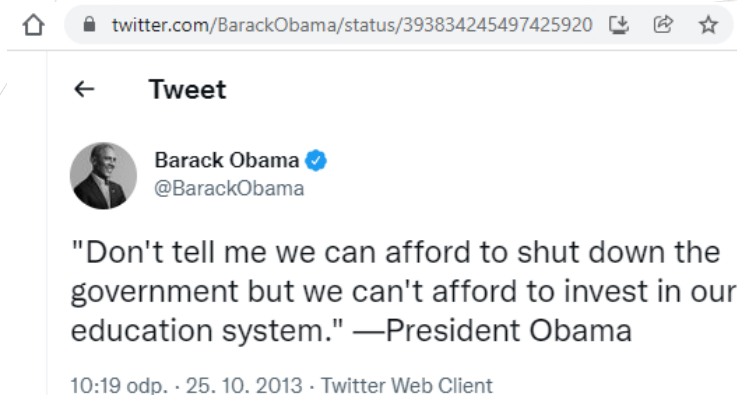 twitter.com/BarackObama/status/393834245497425920
Tweet
Barack Obama
@BarackObama
"Don't tell me we can afford to shut down the
government but we can't afford to invest in our
education system." —President Obama
10:19 odp. · 25. 10. 2013 · Twitter Web Client